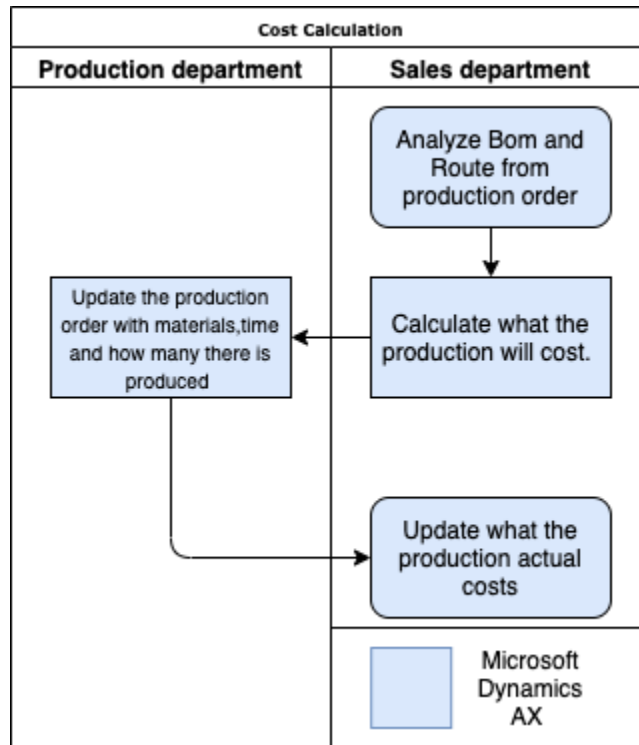 Cost Calculation
Production department
Sales department
Analyze Bom and
Route from
production order
Update the production
order with materials,time
and how many there is
produced
Calculate what the
production will cost.
Update what the
production actual
costs
Microsoft
Dynamics
AX